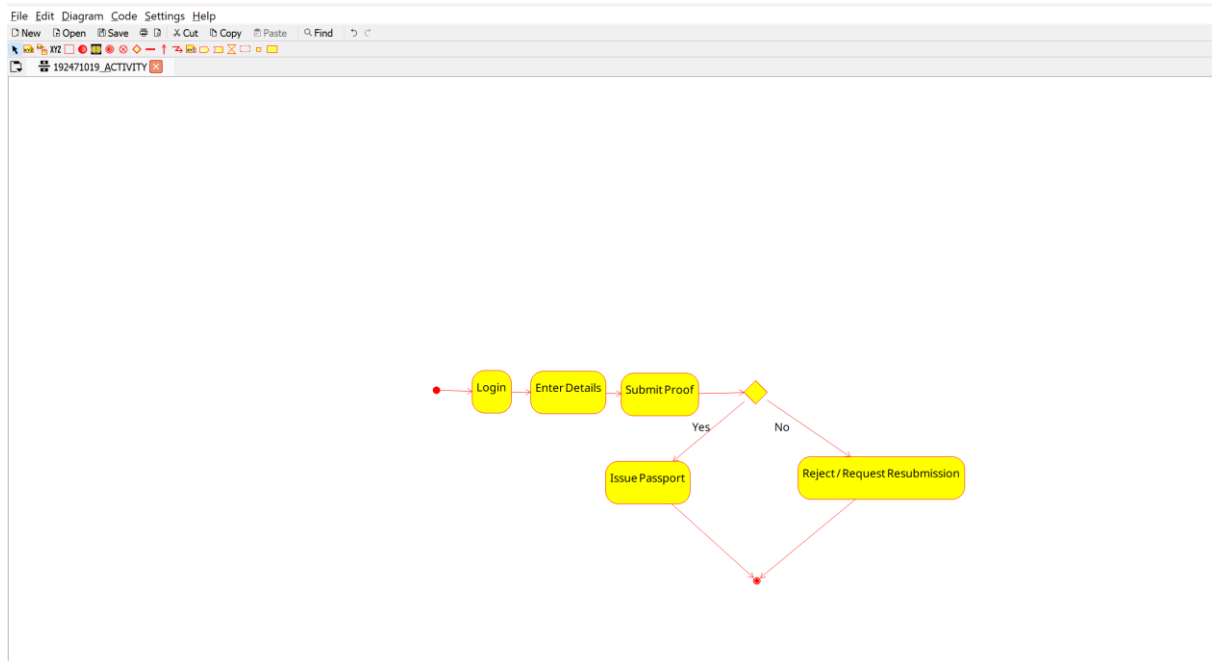 File Edit Diagram Code Settings Help
New Open Save Cut Copy Paste Find
XYZ
192471019_ACTIVITY
Login
Enter Details
Submit Proof
Yes
No
Issue Passport
Reject / Request Resubmission